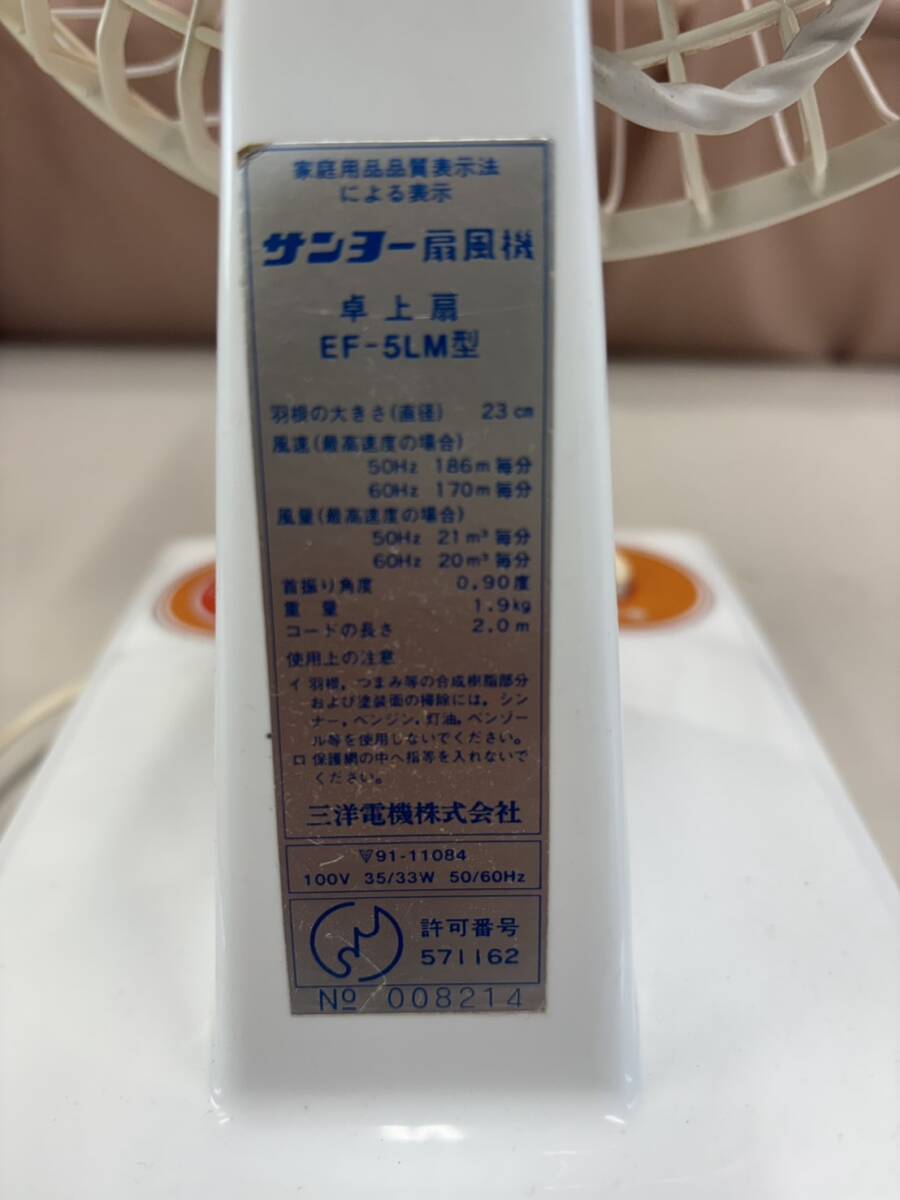 家庭用品品質表示法
による表示
サンヨー扇風機
卓上扇
EF-5LM型
羽根の大きさ(直径) 23cm
風速(最高速度の場合)
50Hz 186m毎分
60Hz 170m毎分
風量(最高速度の場合)
50Hz 21m³毎分
60Hz 20m³毎分
首振り角度 0,90度
重量 1.9kg
コードの長さ 2.0m
使用上の注意
イ 羽根,つまみ等の合成樹脂部分
および塗装面の掃除には,シン
ナー,ベンジン,灯油,ベンゾー
ル等を使用しないでください。
ロ 保護網の中へ指等を入れないで
ください。
三洋電機株式会社
▽91-11084
100V 35/33W 50/60Hz
許可番号
571162
№ 008214